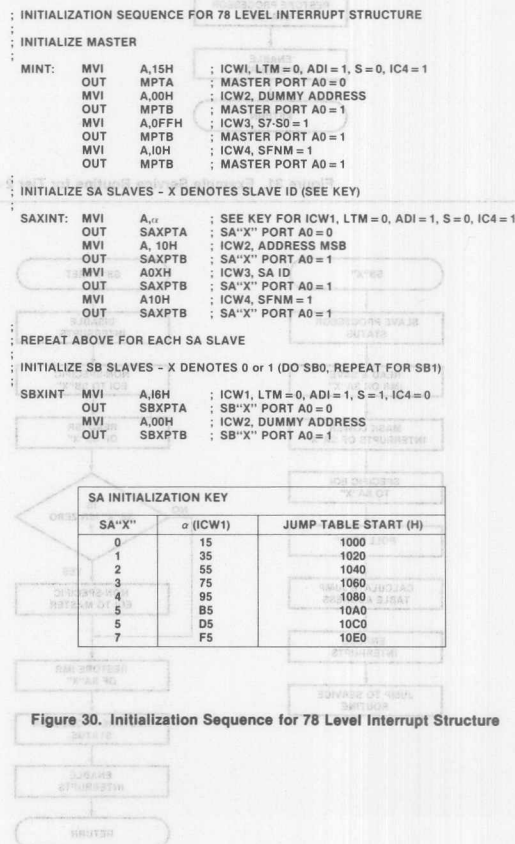 ; INITIALIZATION SEQUENCE FOR 78 LEVEL INTERRUPT STRUCTURE
;
; INITIALIZE MASTER
;
MINT: MVI A,15H ; ICWI, LTM = 0, ADI = 1, S = 0, IC4 = 1
OUT MPTA ; MASTER PORT A0 = 0
MVI A,00H ; ICW2, DUMMY ADDRESS
OUT MPTB ; MASTER PORT A0 = 1
MVI A,0FFH ; ICW3, S7-S0 = 1
OUT MPTB ; MASTER PORT A0 = 1
MVI A,I0H ; ICW4, SFNM = 1
OUT MPTB ; MASTER PORT A0 = 1
;
; INITIALIZE SA SLAVES - X DENOTES SLAVE ID (SEE KEY)
;
SAXINT: MVI A,α ; SEE KEY FOR ICW1, LTM = 0, ADI = 1, S = 0, IC4 = 1
OUT SAXPTA ; SA"X" PORT A0 = 0
MVI A, 10H ; ICW2, ADDRESS MSB
OUT SAXPTB ; SA"X" PORT A0 = 1
MVI A0XH ; ICW3, SA ID
OUT SAXPTB ; SA"X" PORT A0 = 1
MVI A10H ; ICW4, SFNM = 1
OUT SAXPTB ; SA"X" PORT A0 = 1
;
; REPEAT ABOVE FOR EACH SA SLAVE
;
; INITIALIZE SB SLAVES - X DENOTES 0 or 1 (DO SB0, REPEAT FOR SB1)
;
SBXINT MVI A,I6H ; ICW1, LTM = 0, ADI = 1, S = 1, IC4 = 0
OUT SBXPTA ; SB"X" PORT A0 = 0
MVI A,00H ; ICW2, DUMMY ADDRESS
OUT SBXPTB ; SB"X" PORT A0 = 1
SA INITIALIZATION KEY
SA"X" α (ICW1) JUMP TABLE START (H)
0 15 1000
1 35 1020
2 55 1040
3 75 1060
4 95 1080
5 B5 10A0
5 D5 10C0
7 F5 10E0
Figure 30. Initialization Sequence for 78 Level Interrupt Structure